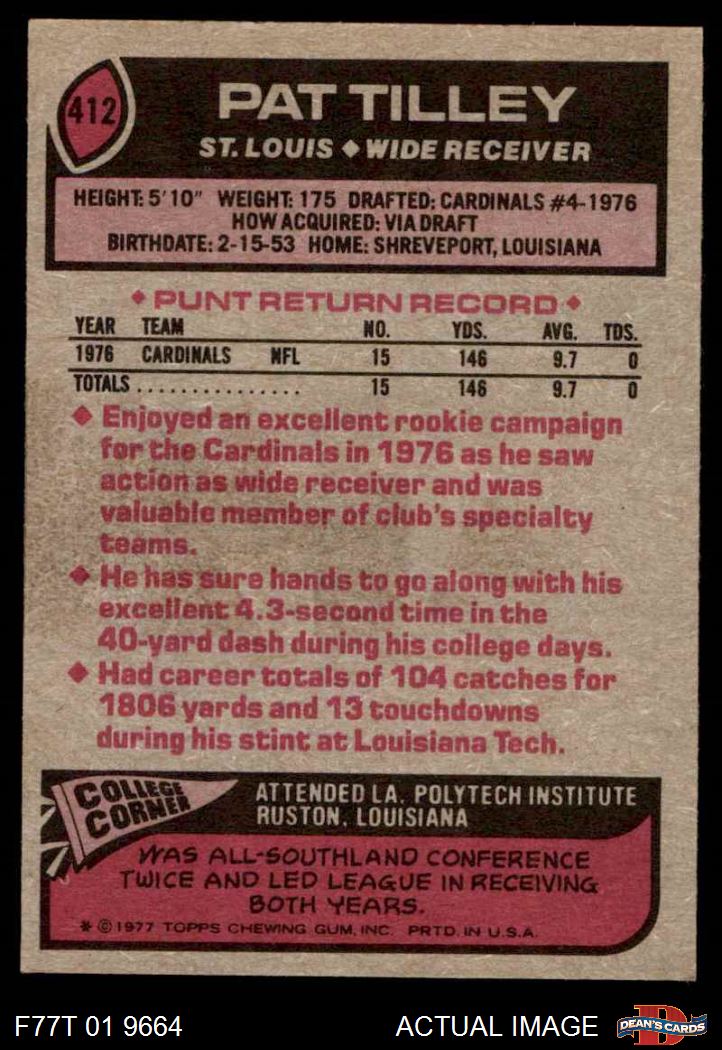 412
PAT TILLEY
ST. LOUIS ◆ WIDE RECEIVER
HEIGHT: 5'10" WEIGHT: 175 DRAFTED: CARDINALS #4-1976
HOW ACQUIRED: VIA DRAFT
BIRTHDATE: 2-15-53 HOME: SHREVEPORT, LOUISIANA
◆ PUNT RETURN RECORD ◆
YEAR TEAM NO. YDS. AVG. TDS.
1976 CARDINALS NFL 15 146 9.7 0
TOTALS ............... 15 146 9.7 0
◆ Enjoyed an excellent rookie campaign
for the Cardinals in 1976 as he saw
action as wide receiver and was
valuable member of club's specialty
teams.
◆ He has sure hands to go along with his
excellent 4.3-second time in the
40-yard dash during his college days.
◆ Had career totals of 104 catches for
1806 yards and 13 touchdowns
during his stint at Louisiana Tech.
COLLEGE
CORNER
ATTENDED LA. POLYTECH INSTITUTE
RUSTON, LOUISIANA
WAS ALL-SOUTHLAND CONFERENCE
TWICE AND LED LEAGUE IN RECEIVING
BOTH YEARS.
* © 1977 TOPPS CHEWING GUM, INC. PRTD. IN U.S.A.
F77T 01 9664
ACTUAL IMAGE
D
DEAN'S CARDS